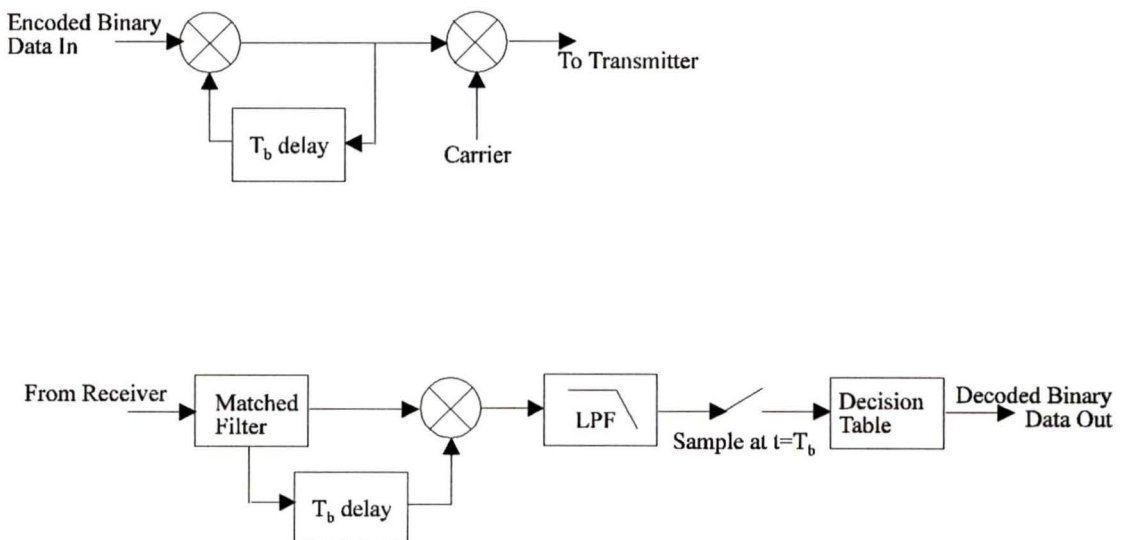 Encoded Binary
Data In
To Transmitter
T_b delay
Carrier
From Receiver
Matched
Filter
LPF
Sample at t=T_b
Decision
Table
Decoded Binary
Data Out
T_b delay